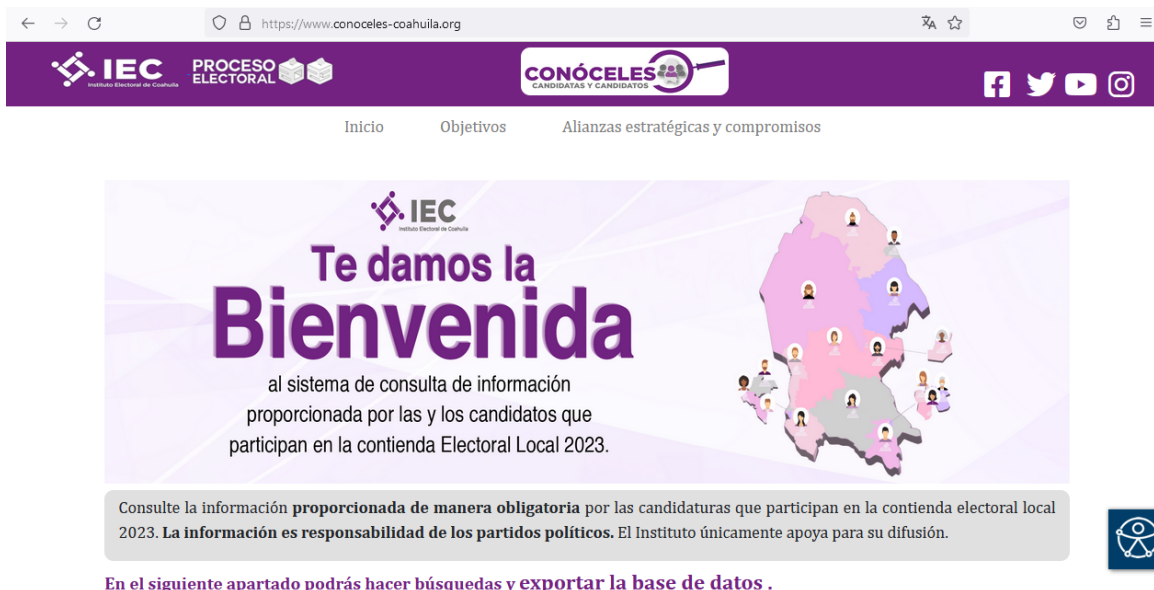 https://www.conoceles-coahuila.org
IEC
Instituto Electoral de Coahuila
PROCESO
ELECTORAL
CONÓCELES
CANDIDATAS Y CANDIDATOS
Inicio Objetivos Alianzas estratégicas y compromisos
IEC
Instituto Electoral de Coahuila
Te damos la
Bienvenida
al sistema de consulta de información
proporcionada por las y los candidatos que
participan en la contienda Electoral Local 2023.
Consulte la información proporcionada de manera obligatoria por las candidaturas que participan en la contienda electoral local
2023. La información es responsabilidad de los partidos políticos. El Instituto únicamente apoya para su difusión.
En el siguiente apartado podrás hacer búsquedas y exportar la base de datos .